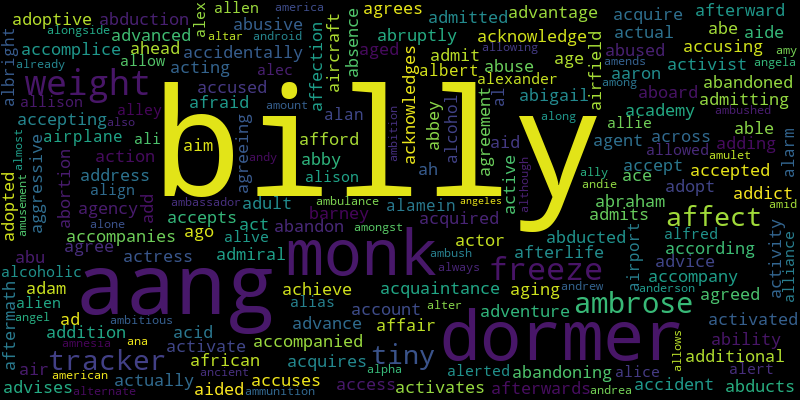 adoptive abduction alex allen agrees admitted advantage acquire afterward
albright alongside america altar android abusive affection aircraft absence abruptly allowing acknowledge actual abe aide
accomplice advanced ahead accidentally aged admit abuse age airfield abused accusing activist amy
already allow acting alec acknowledges albert alexander aaron amends angela abandoned
weight accused afraid billy al abigail among aboard admitting
allison alley amount alan abbey alcohol agreement along academy ambushed
accepting agreeing afford ambition allie able
airplane ali aim aid agent across adding alarm
almost aggressive also action andy abby ah active ally allowed accepted amulet
adopted abortion address add alison although andie ace accept adopt addict
amusement align ambassador ambulance adult alamein angeles abraham amid
agency accepts barney acquired admits affect
alone ago act abandon amongst actor abducted alfred according activity alliance
accompanies alive monk ambush afterlife airport
abu agree actress admiral always freeze advice
alcoholic aang acquaintance aging andrew accompany
aftermath adam alien achieve adventure anderson agreed
angel ambitious alias account alter ambrose
ad advance affair dormer activated
addition acid accompanied allows ability
amnesia ana activate tiny additional
air tracker african acquires alpha alerted abandoning alice alert
american actually ancient accuses access accident abducts
advises alternate aided ammunition activates afterwards andrea